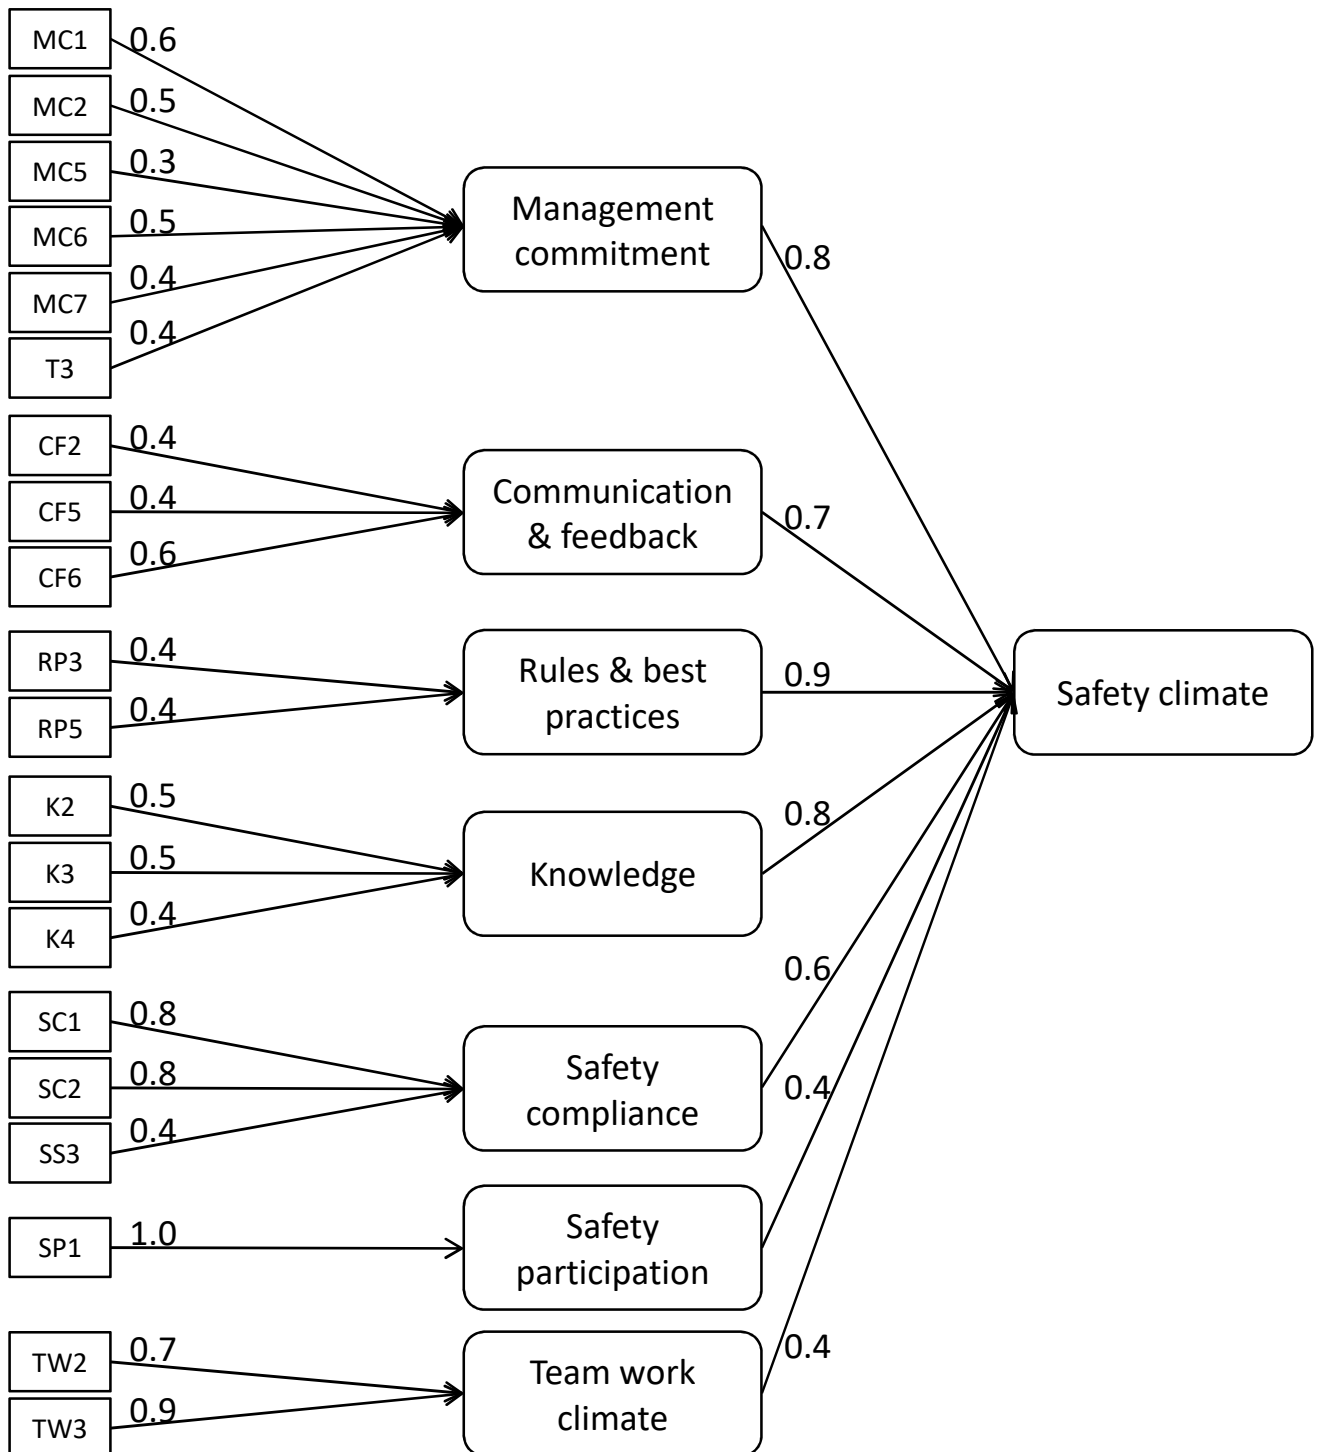 MC1
0.6
MC2
0.5
MC5
0.3
MC6
0.5
MC7
0.4
T3
0.4
Management
commitment
0.8
CF2
0.4
CF5
0.4
CF6
0.6
Communication
& feedback
0.7
RP3
0.4
RP5
0.4
Rules & best
practices
0.9
Safety climate
K2
0.5
K3
0.5
K4
0.4
Knowledge
0.8
SC1
0.8
SC2
0.8
SS3
0.4
Safety
compliance
0.6
SP1
1.0
Safety
participation
0.4
TW2
0.7
TW3
0.9
Team work
climate
0.4